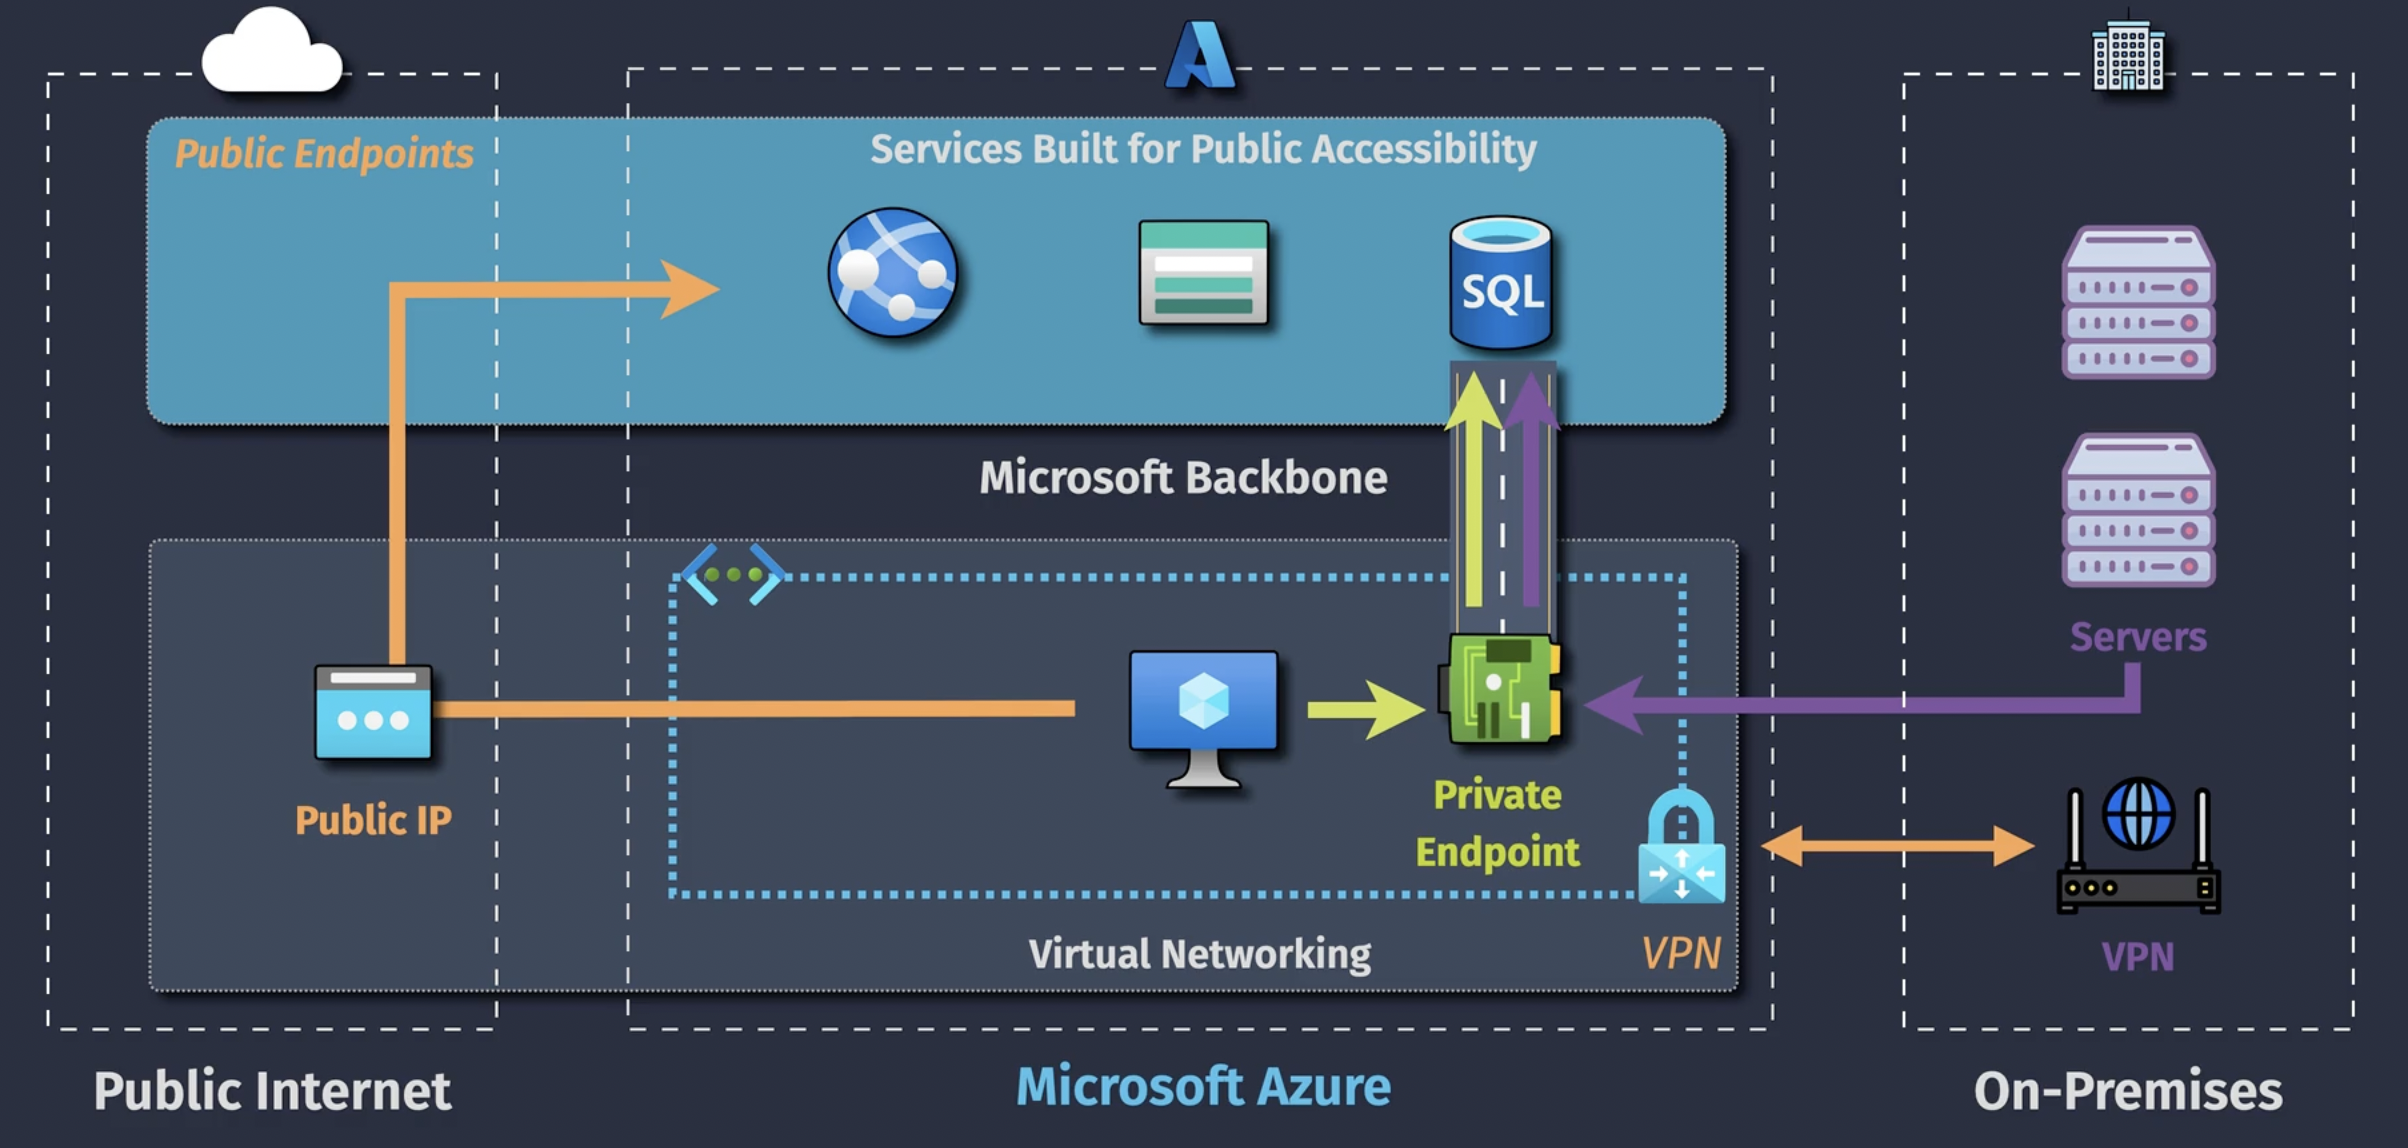 Public Endpoints
Services Built for Public Accessibility
SQL
Microsoft Backbone
Servers
Private
Endpoint
Public IP
Virtual Networking
VPN
VPN
Public Internet
Microsoft Azure
On-Premises